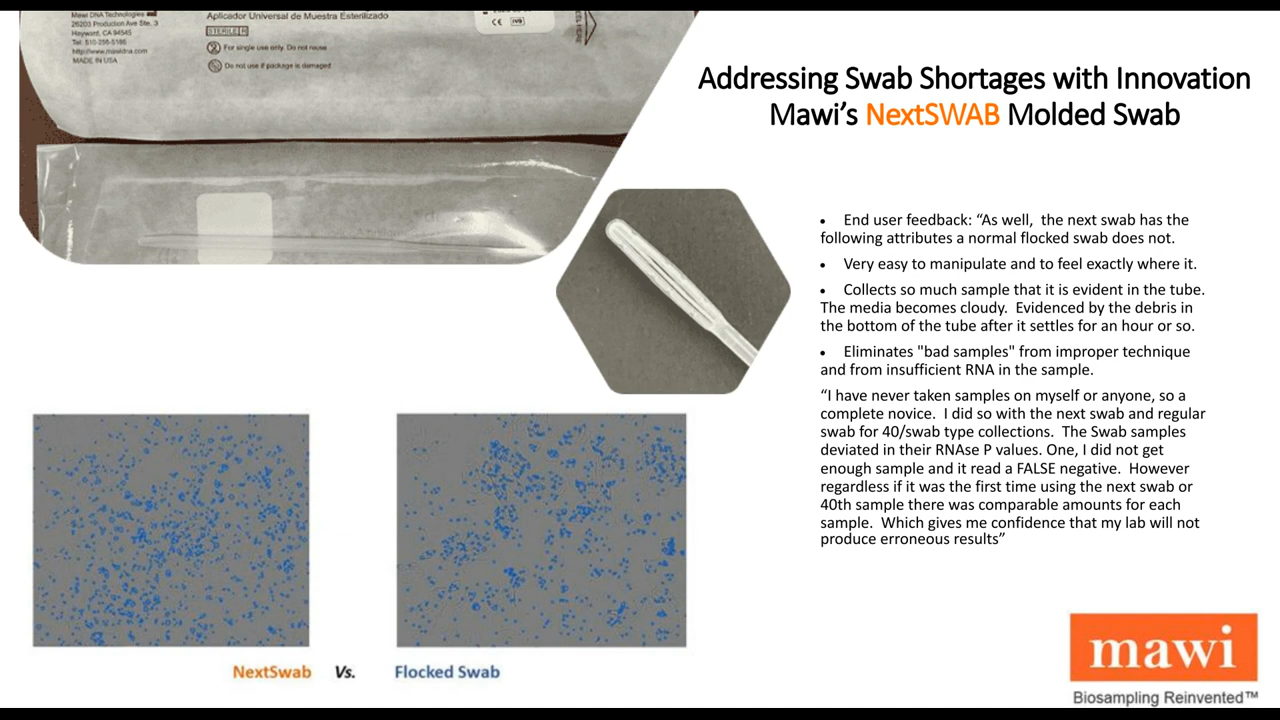 Mawi DNA Technologies
26203 Production Ave Ste. 3
Hayward, CA 94545
Tel: 510-256-5186
http://www.mawidna.com
MADE IN USA
Aplicador Universal de Muestra Esterilizado
STERILE R
For single use only. Do not reuse
Do not use if package is damaged
CE IVD
Addressing Swab Shortages with Innovation
Mawi’s NextSWAB Molded Swab
• End user feedback: “As well,  the next swab has the
following attributes a normal flocked swab does not.
• Very easy to manipulate and to feel exactly where it.
• Collects so much sample that it is evident in the tube.
The media becomes cloudy.  Evidenced by the debris in
the bottom of the tube after it settles for an hour or so.
• Eliminates "bad samples" from improper technique
and from insufficient RNA in the sample.
“I have never taken samples on myself or anyone, so a
complete novice.  I did so with the next swab and regular
swab for 40/swab type collections.  The Swab samples
deviated in their RNAse P values. One, I did not get
enough sample and it read a FALSE negative.  However
regardless if it was the first time using the next swab or
40th sample there was comparable amounts for each
sample.  Which gives me confidence that my lab will not
produce erroneous results”
NextSwab Vs. Flocked Swab
mawi
Biosampling Reinvented™